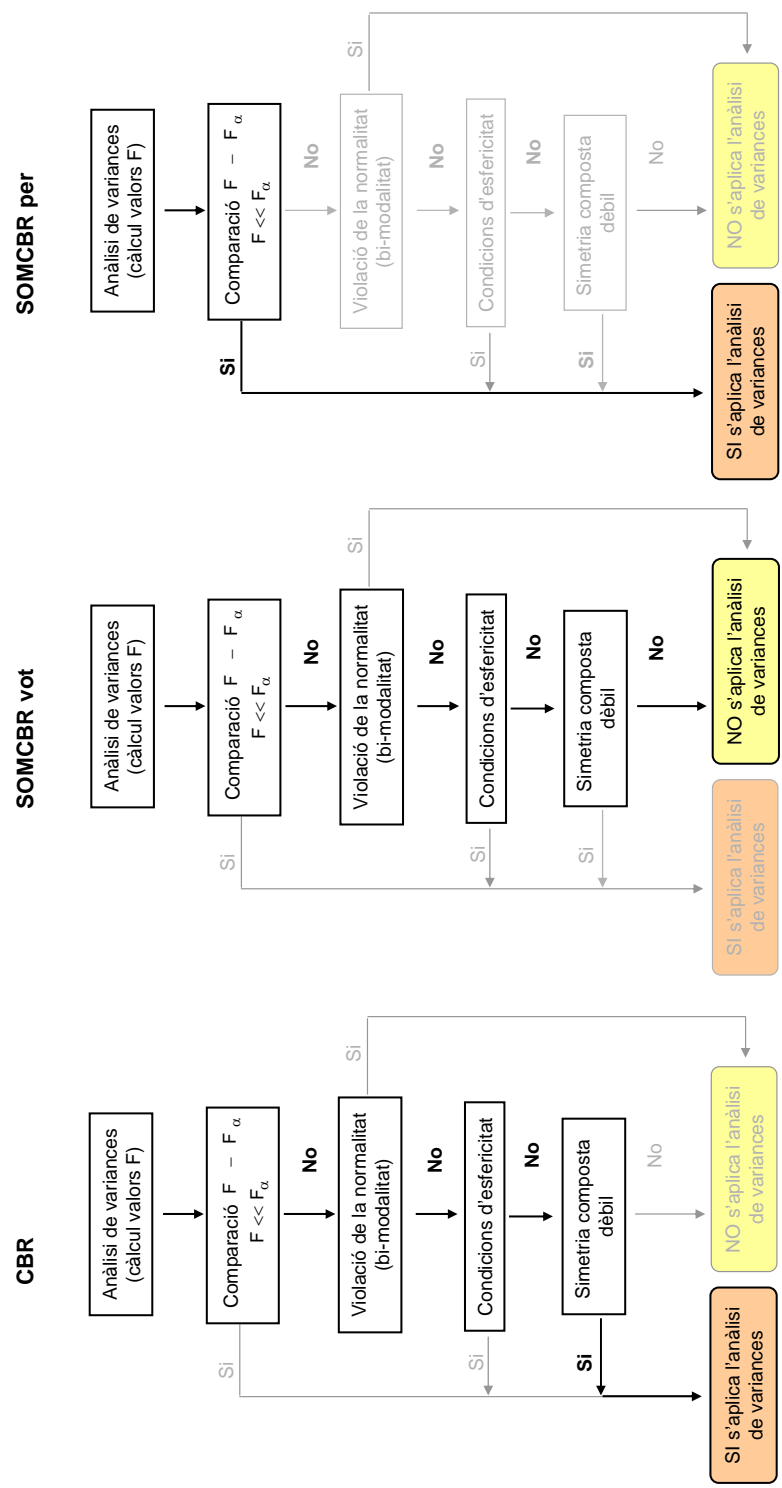 CBR
Anàlisi de variances
(càlcul valors F)
Comparació F – Fα
F << Fα
Si
No
Violació de la normalitat
(bi-modalitat)
Si
No
Condicions d'esfericitat
Si
No
Simetria composta
dèbil
Si
No
SI s'aplica l'anàlisi
de variances
NO s'aplica l'anàlisi
de variances
SOMCBR vot
Anàlisi de variances
(càlcul valors F)
Comparació F – Fα
F << Fα
Si
No
Violació de la normalitat
(bi-modalitat)
Si
No
Condicions d'esfericitat
Si
No
Simetria composta
dèbil
Si
No
SI s'aplica l'anàlisi
de variances
NO s'aplica l'anàlisi
de variances
SOMCBR per
Anàlisi de variances
(càlcul valors F)
Comparació F – Fα
F << Fα
Si
No
Violació de la normalitat
(bi-modalitat)
Si
No
Condicions d'esfericitat
Si
No
Simetria composta
dèbil
Si
No
SI s'aplica l'anàlisi
de variances
NO s'aplica l'anàlisi
de variances